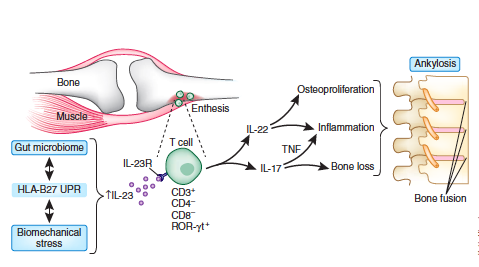 Bone
Muscle
Enthesis
Gut microbiome
HLA-B27 UPR
Biomechanical
stress
↑IL-23
IL-23R
T cell
CD3+
CD4−
CD8−
ROR-γt+
IL-22
IL-17
TNF
Osteoproliferation
Inflammation
Bone loss
Ankylosis
Bone fusion